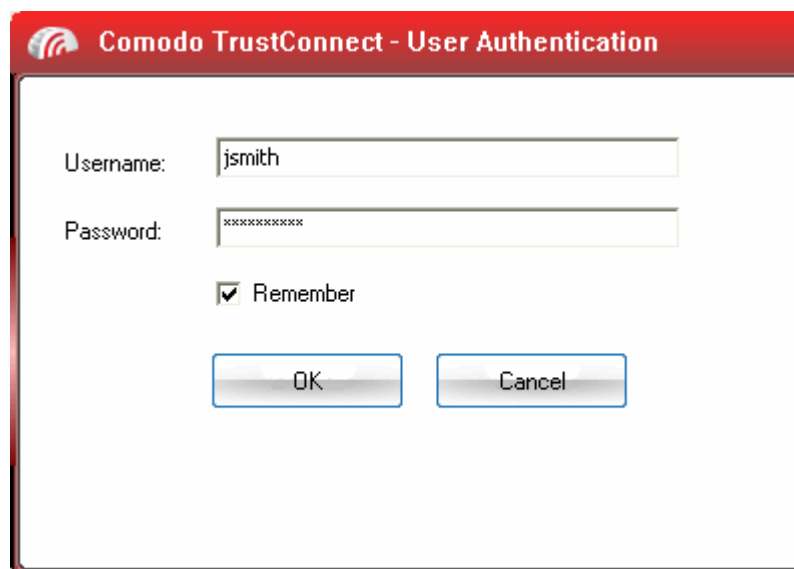 Comodo TrustConnect - User Authentication
Username: jsmith
Password: **********
Remember
OK Cancel